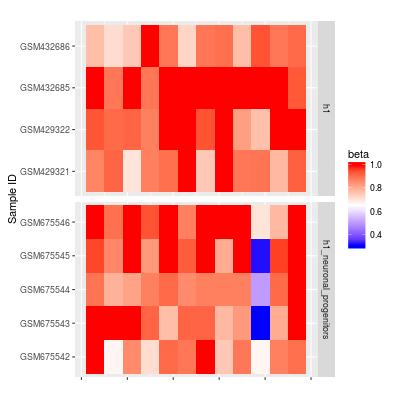 GSM432686
GSM432685
GSM429322
GSM429321
h1
GSM675546
GSM675545
GSM675544
GSM675543
GSM675542
h1_neuronal_progenitors
Sample ID
beta
1.0
0.8
0.6
0.4